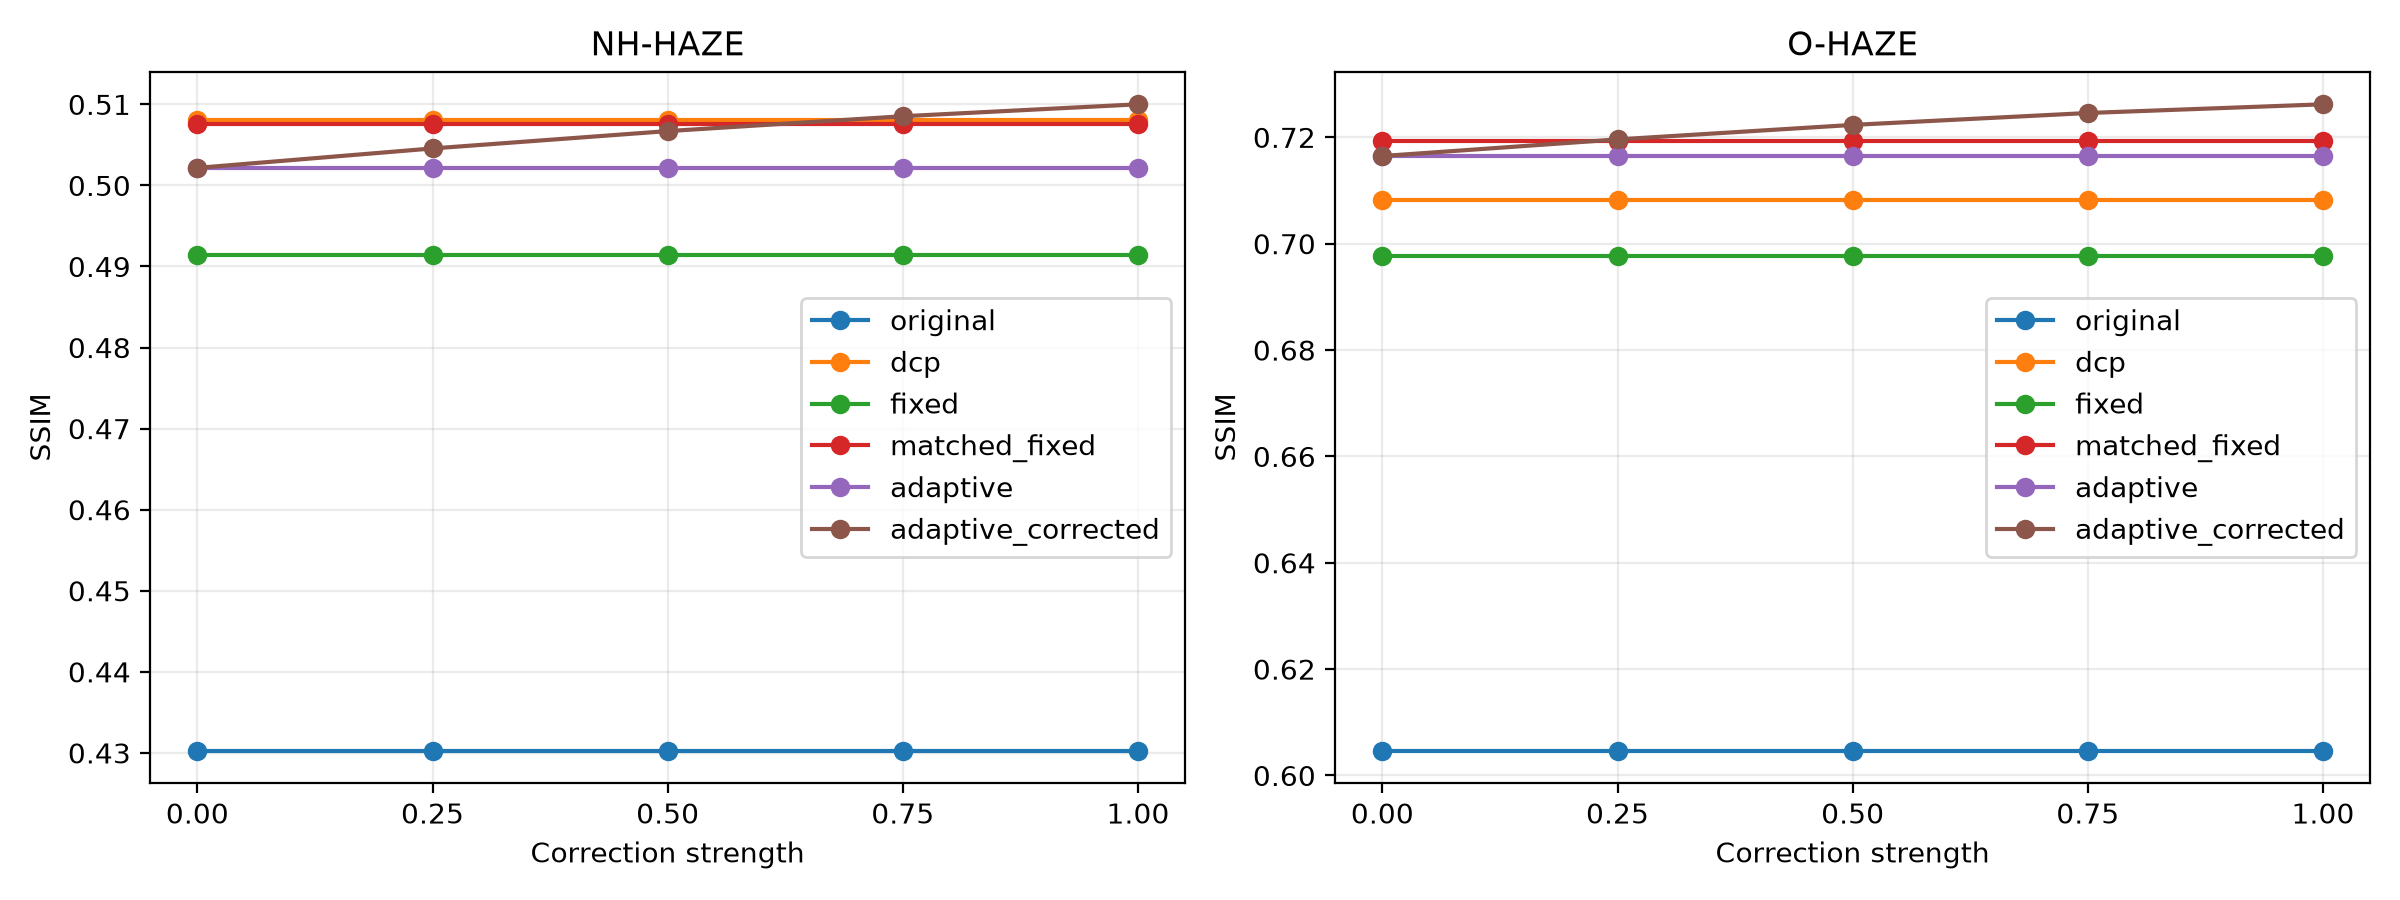 NH-HAZE
0.51
0.50
0.49
0.48
0.47
0.46
0.45
0.44
0.43
SSIM
original
dcp
fixed
matched_fixed
adaptive
adaptive_corrected
0.00 0.25 0.50 0.75 1.00
Correction strength
O-HAZE
0.72
0.70
0.68
0.66
0.64
0.62
0.60
SSIM
original
dcp
fixed
matched_fixed
adaptive
adaptive_corrected
0.00 0.25 0.50 0.75 1.00
Correction strength